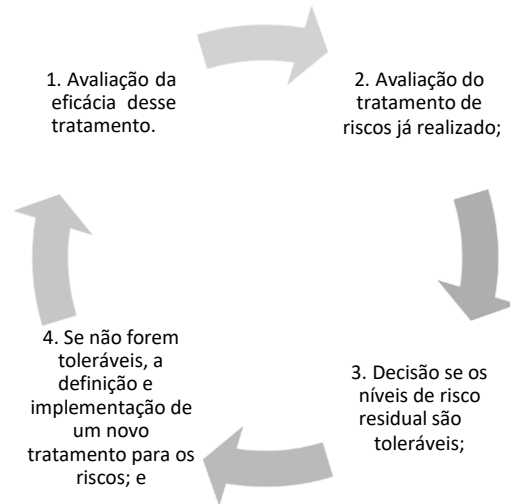 1. Avaliação da
eficácia desse
tratamento.
2. Avaliação do
tratamento de
riscos já realizado;
3. Decisão se os
níveis de risco
residual são
toleráveis;
4. Se não forem
toleráveis, a
definição e
implementação de
um novo
tratamento para os
riscos; e